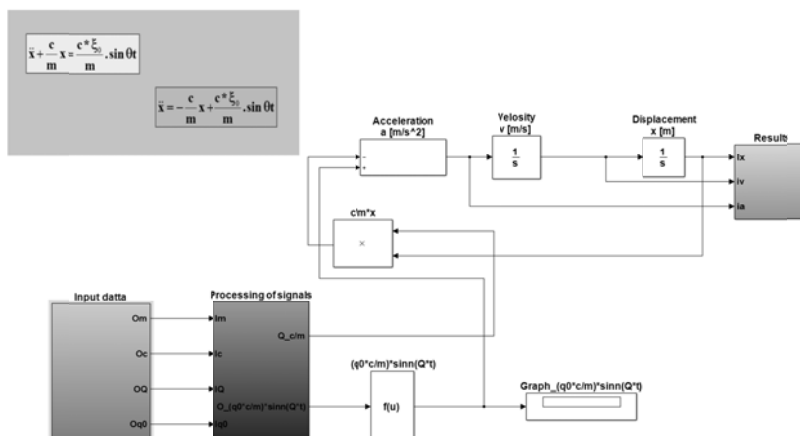 ẍ + c/m x = c*ξ₀/m .sin θt
ẍ = - c/m x + c*ξ₀/m .sin θt
Acceleration
a [m/s^2]
Velosity
v [m/s]
Displacement
x [m]
Result
-
+
1
s
1
s
Ix
iv
ia
c/m*x
×
Input datta
Processing of signals
Om
Im
Q_c/m
Oc
Ic
(q0*c/m)*sinn(Q*t)
OQ
IQ
Graph_(q0*c/m)*sinn(Q*t)
O_(q0*c/m)*sinn(Q*t)
f(u)
Oq0
Iq0